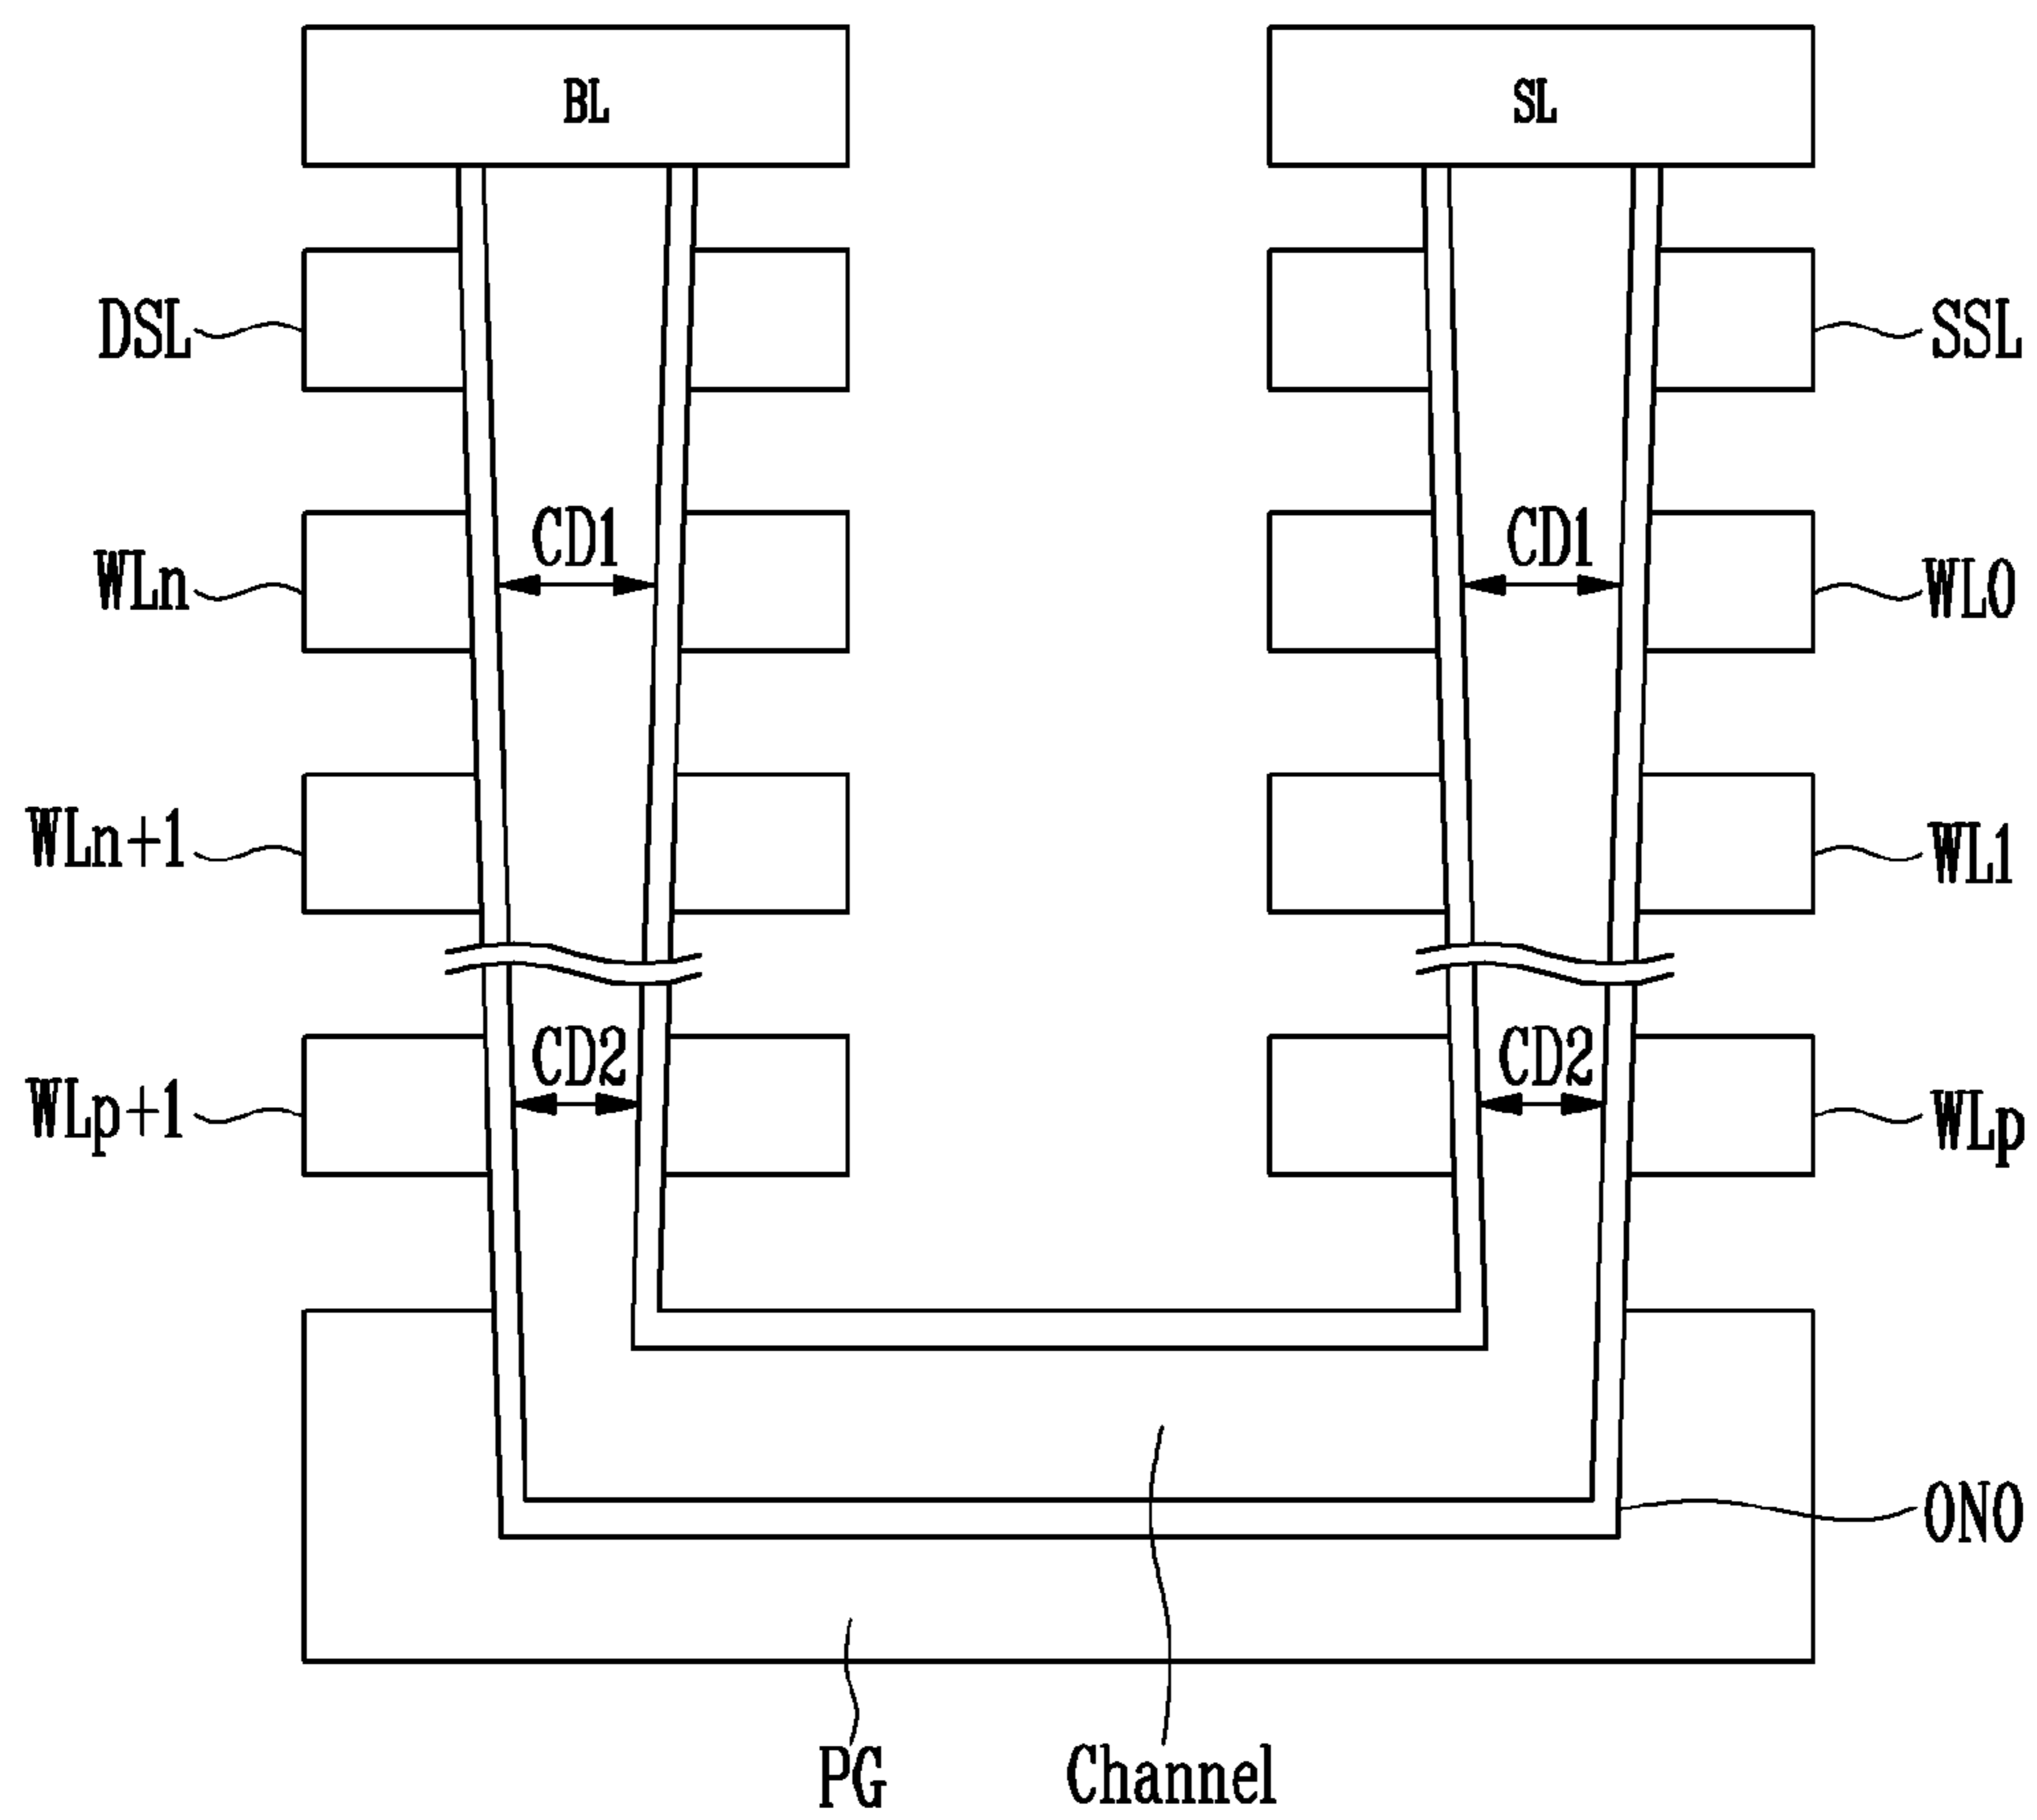 BL
SL
DSL
SSL
CD1
CD1
WLn
WL0
WLn+1
WL1
CD2
CD2
WLp+1
WLp
ONO
PG
Channel